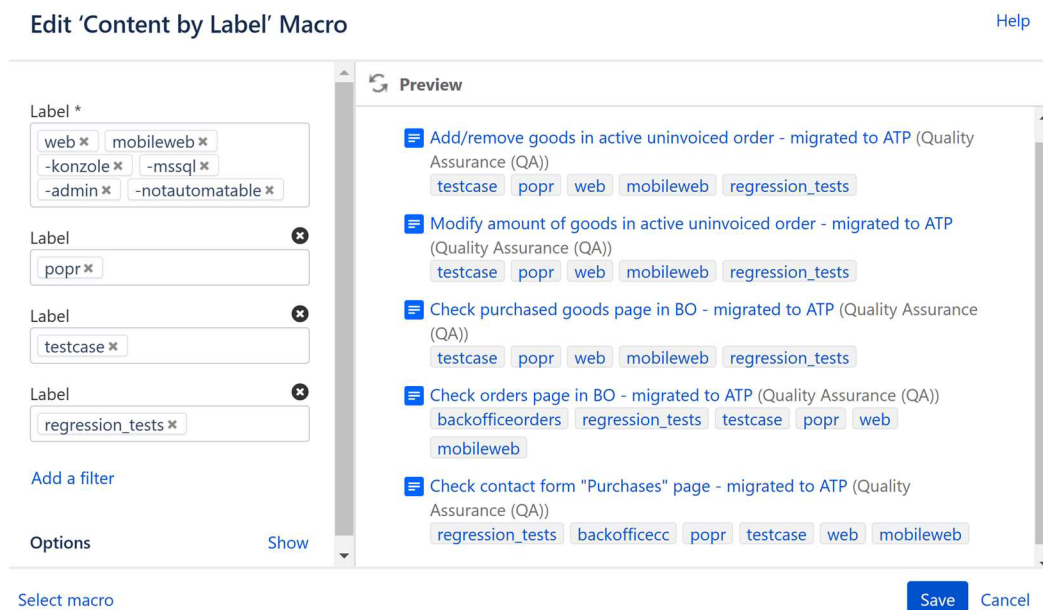 Edit ‘Content by Label’ Macro
Help
Label *
web × mobileweb ×
-konzole × -mssql ×
-admin × -notautomatable ×
Label
popr ×
Label
testcase ×
Label
regression_tests ×
Add a filter
Options Show
Preview
Add/remove goods in active uninvoiced order - migrated to ATP (Quality
Assurance (QA))
testcase popr web mobileweb regression_tests
Modify amount of goods in active uninvoiced order - migrated to ATP
(Quality Assurance (QA))
testcase popr web mobileweb regression_tests
Check purchased goods page in BO - migrated to ATP (Quality Assurance
(QA))
testcase popr web mobileweb regression_tests
Check orders page in BO - migrated to ATP (Quality Assurance (QA))
backofficeorders regression_tests testcase popr web
mobileweb
Check contact form "Purchases" page - migrated to ATP (Quality
Assurance (QA))
regression_tests backofficecc popr testcase web mobileweb
Select macro
Save Cancel